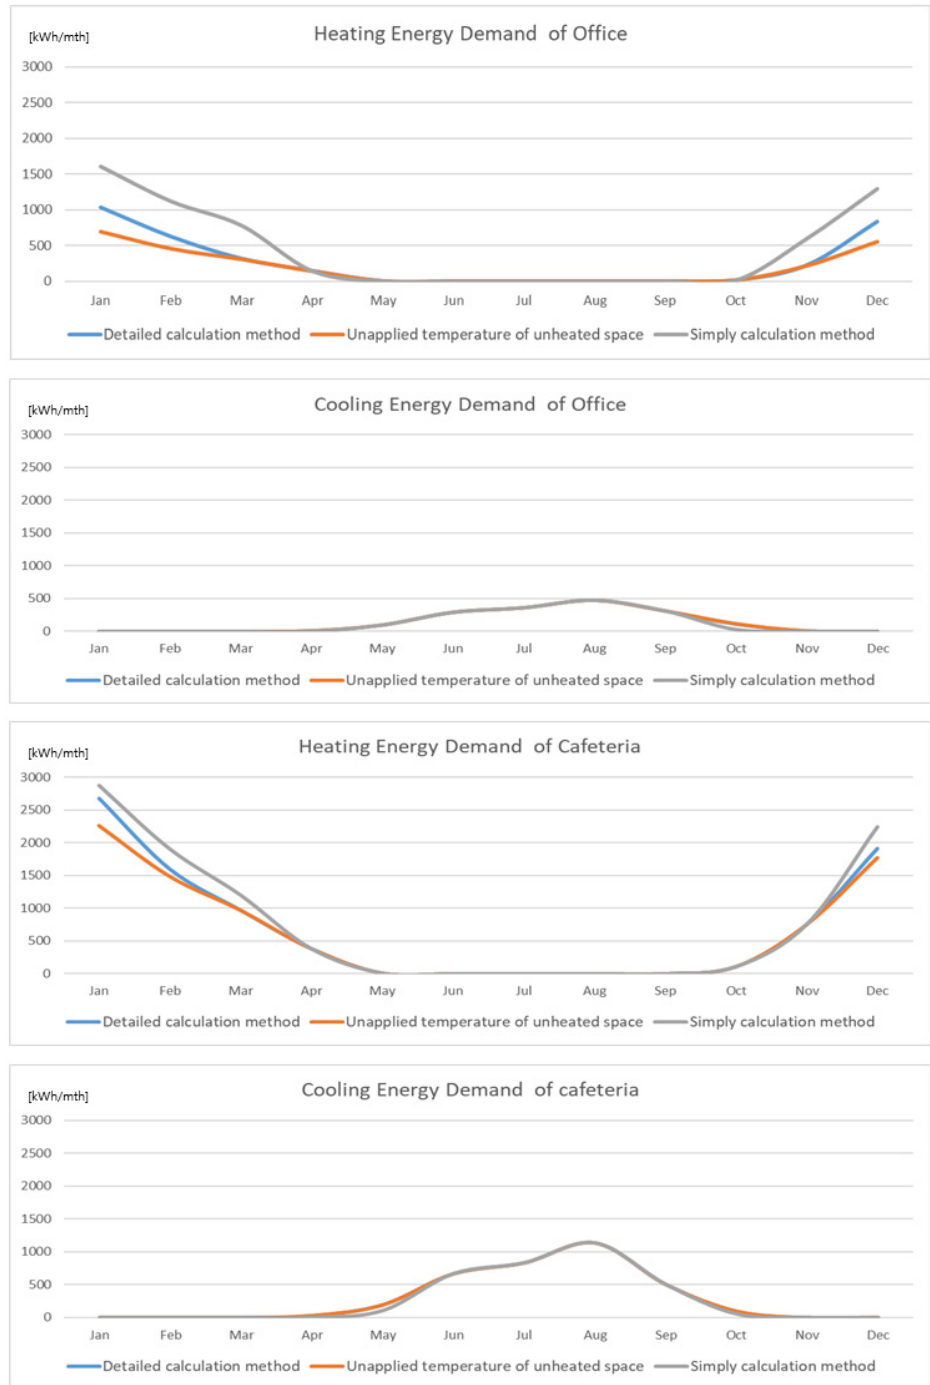 Heating Energy Demand of Office
[kWh/mth]
3000
2500
2000
1500
1000
500
0
Jan Feb Mar Apr May Jun Jul Aug Sep Oct Nov Dec
Detailed calculation method Unapplied temperature of unheated space Simply calculation method
Cooling Energy Demand of Office
[kWh/mth]
3000
2500
2000
1500
1000
500
0
Jan Feb Mar Apr May Jun Jul Aug Sep Oct Nov Dec
Detailed calculation method Unapplied temperature of unheated space Simply calculation method
Heating Energy Demand of Cafeteria
[kWh/mth]
3000
2500
2000
1500
1000
500
0
Jan Feb Mar Apr May Jun Jul Aug Sep Oct Nov Dec
Detailed calculation method Unapplied temperature of unheated space Simply calculation method
Cooling Energy Demand of cafeteria
[kWh/mth]
3000
2500
2000
1500
1000
500
0
Jan Feb Mar Apr May Jun Jul Aug Sep Oct Nov Dec
Detailed calculation method Unapplied temperature of unheated space Simply calculation method